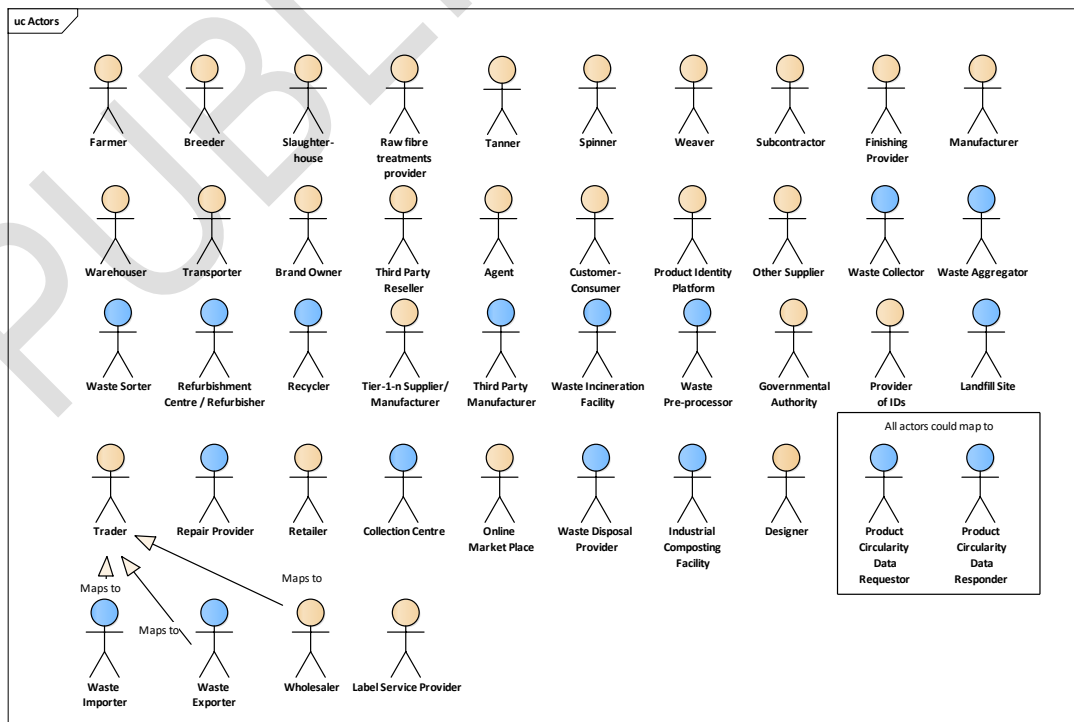 uc Actors
PUBL
Farmer
Breeder
Slaughter-
house
Raw fibre
treatments
provider
Tanner
Spinner
Weaver
Subcontractor
Finishing
Provider
Manufacturer
Warehouser
Transporter
Brand Owner
Third Party
Reseller
Agent
Customer-
Consumer
Product Identity
Platform
Other Supplier
Waste Collector
Waste Aggregator
Waste Sorter
Refurbishment
Centre / Refurbisher
Recycler
Tier-1-n Supplier/
Manufacturer
Third Party
Manufacturer
Waste Incineration
Facility
Waste
Pre-processor
Governmental
Authority
Provider
of IDs
Landfill Site
All actors could map to
Trader
Repair Provider
Retailer
Collection Centre
Online
Market Place
Waste Disposal
Provider
Industrial
Composting
Facility
Designer
Product
Circularity
Data
Requestor
Product
Circularity
Data
Responder
Maps to
Maps to
Maps to
Waste
Importer
Waste
Exporter
Wholesaler
Label Service Provider